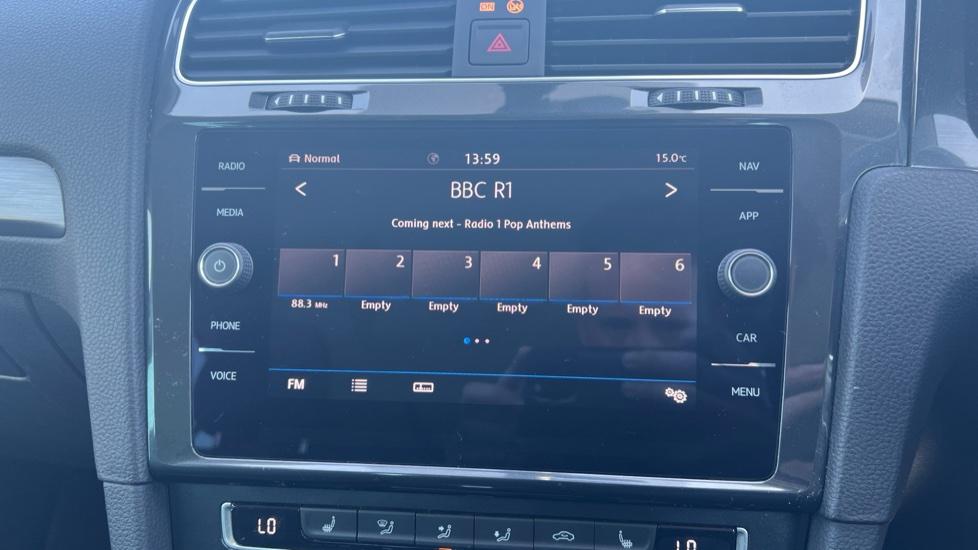 Normal 13:59 15.0°C
RADIO NAV
BBC R1
MEDIA APP
Coming next - Radio 1 Pop Anthems
1 2 3 4 5 6
88.3 MHz Empty Empty Empty Empty Empty
PHONE CAR
VOICE MENU
FM
LO LO